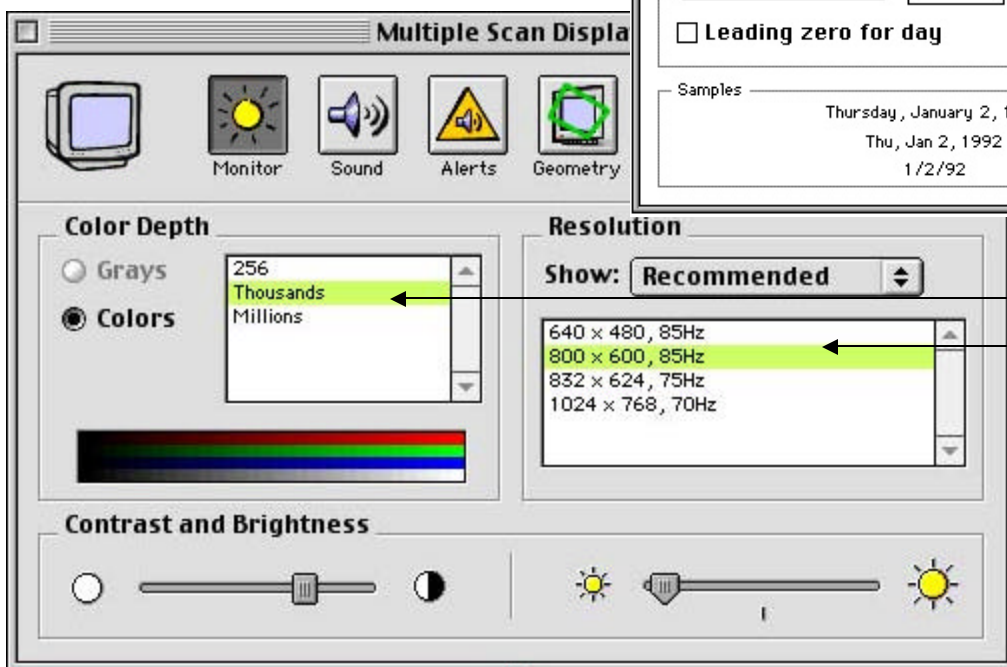 Multiple Scan Displa
Leading zero for day
Samples
Thursday, January 2, 1
Thu, Jan 2, 1992
1/2/92
Monitor
Sound
Alerts
Geometry
Color Depth
Grays
Colors
256
Thousands
Millions
Resolution
Show: Recommended
640 x 480, 85Hz
800 x 600, 85Hz
832 x 624, 75Hz
1024 x 768, 70Hz
Contrast and Brightness